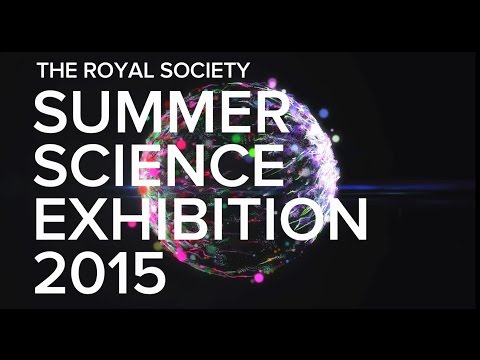 THE ROYAL SOCIETY
SUMMER
SCIENCE
EXHIBITION
2015